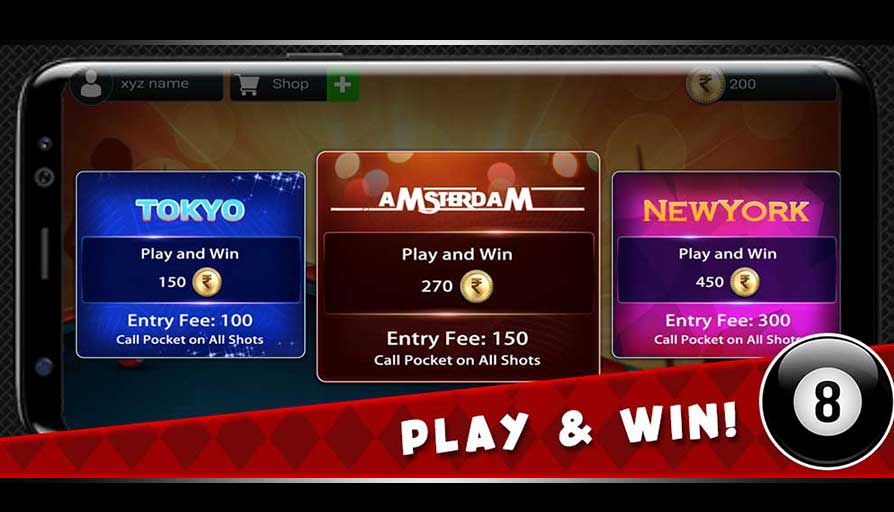 xyz name
Shop +
₹ 200
TOKYO
Play and Win
150 ₹
Entry Fee: 100
Call Pocket on All Shots
AMSTERDAM
Play and Win
270 ₹
Entry Fee: 150
Call Pocket on All Shots
NEWYORK
Play and Win
450 ₹
Entry Fee: 300
Call Pocket on All Shots
PLAY & WIN!
8